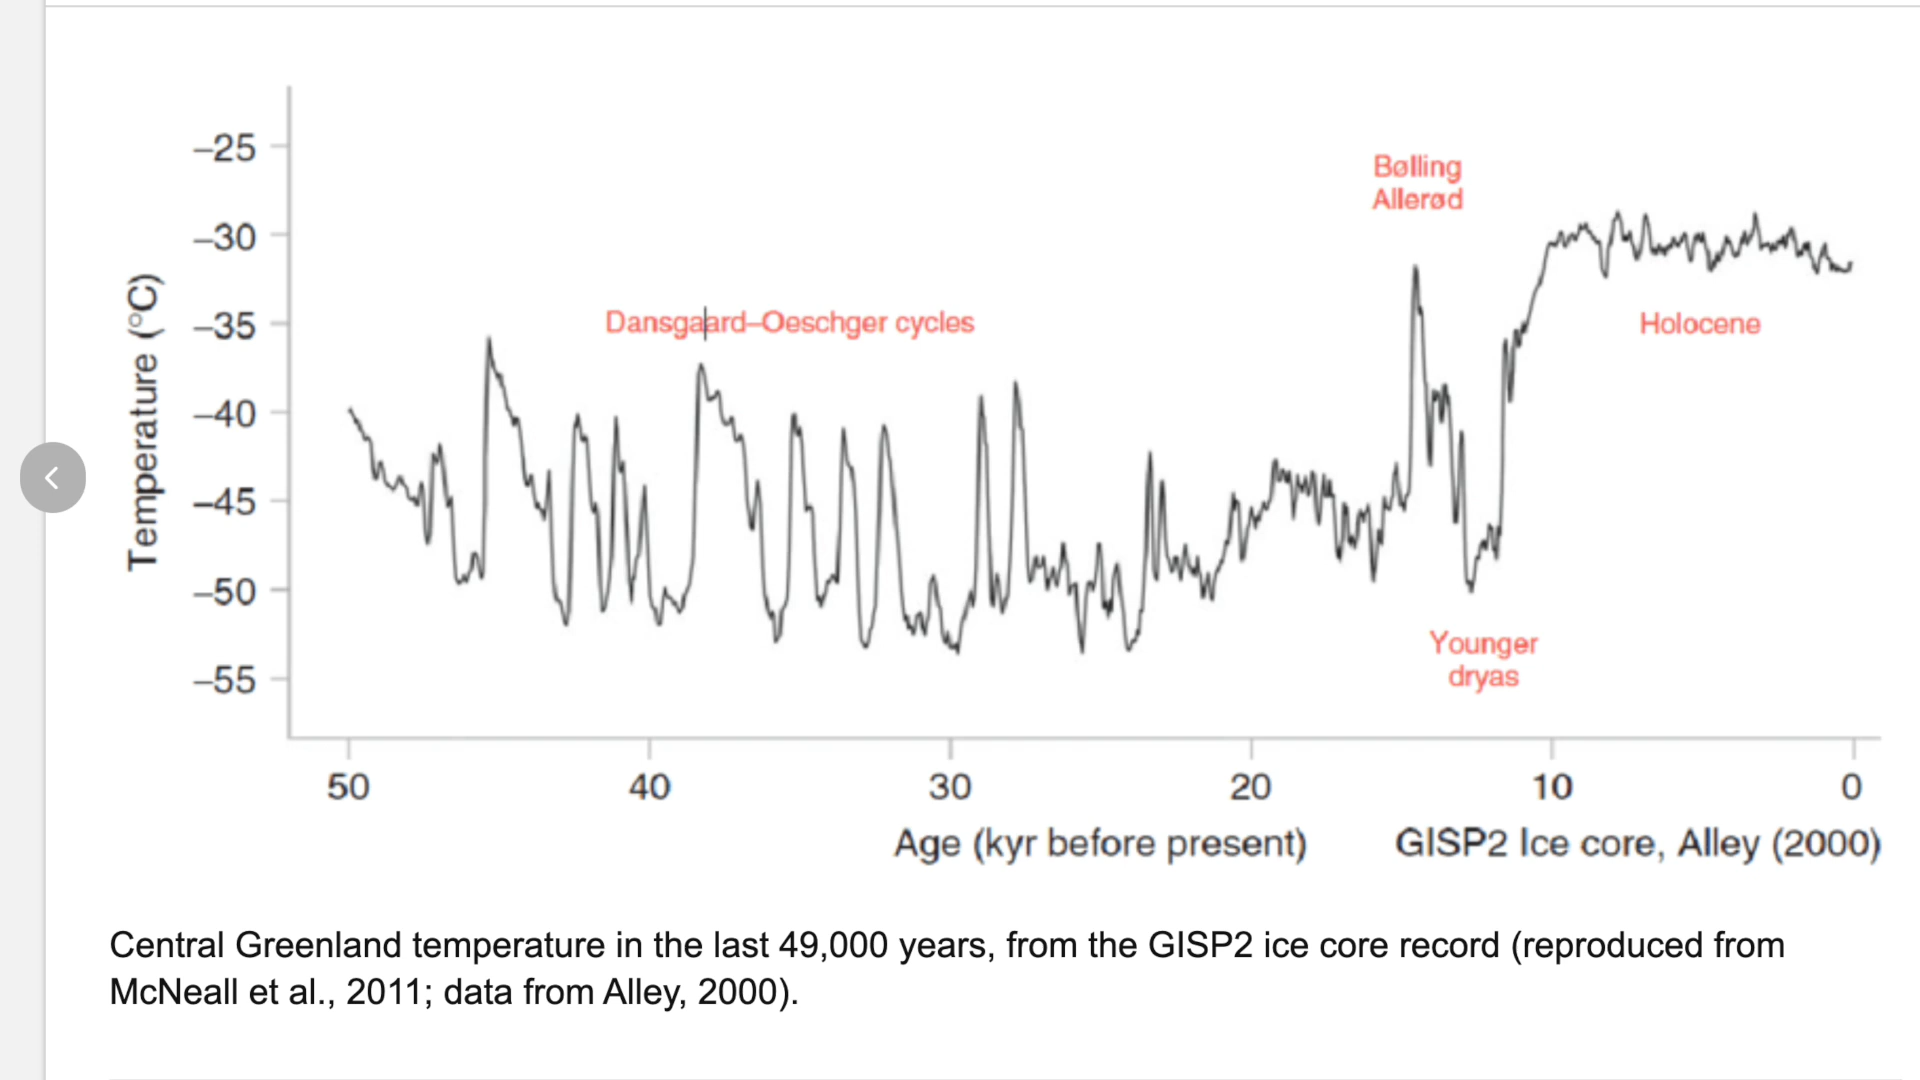 –25
–30
–35
–40
–45
–50
–55
Temperature (°C)
Bølling
Allerød
Dansgaard–Oeschger cycles
Holocene
Younger
dryas
50 40 30 20 10 0
Age (kyr before present) GISP2 Ice core, Alley (2000)
Central Greenland temperature in the last 49,000 years, from the GISP2 ice core record (reproduced from
McNeall et al., 2011; data from Alley, 2000).